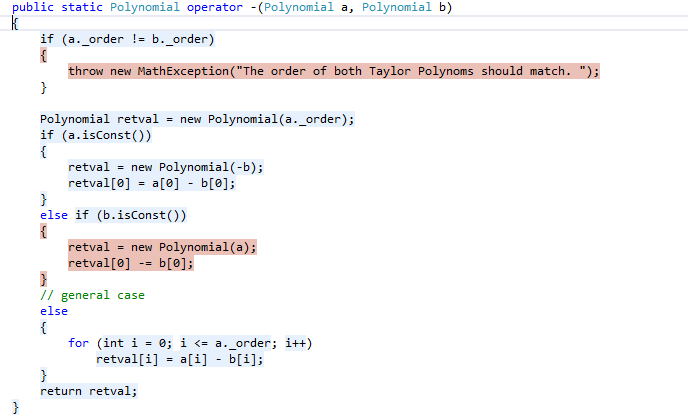 public static Polynomial operator -(Polynomial a, Polynomial b)
{
    if (a._order != b._order)
    {
        throw new MathException("The order of both Taylor Polynoms should match. ");
    }

    Polynomial retval = new Polynomial(a._order);
    if (a.isConst())
    {
        retval = new Polynomial(-b);
        retval[0] = a[0] - b[0];
    }
    else if (b.isConst())
    {
        retval = new Polynomial(a);
        retval[0] -= b[0];
    }
    // general case
    else
    {
        for (int i = 0; i <= a._order; i++)
            retval[i] = a[i] - b[i];
    }
    return retval;
}